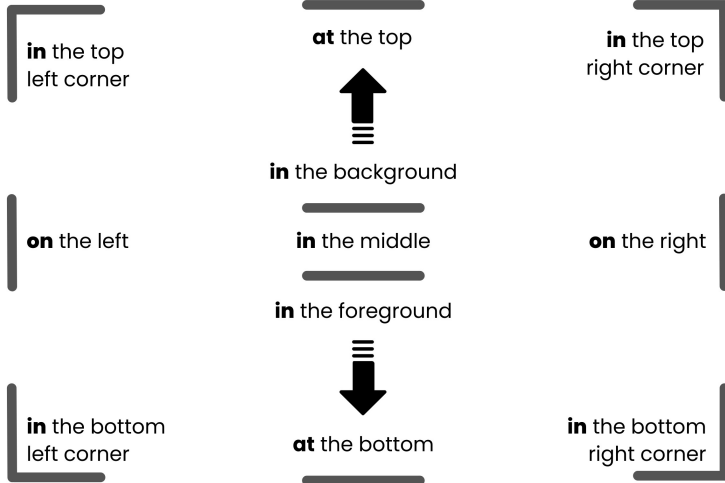 in the top
left corner
at the top
in the top
right corner
in the background
on the left
in the middle
on the right
in the foreground
in the bottom
left corner
at the bottom
in the bottom
right corner